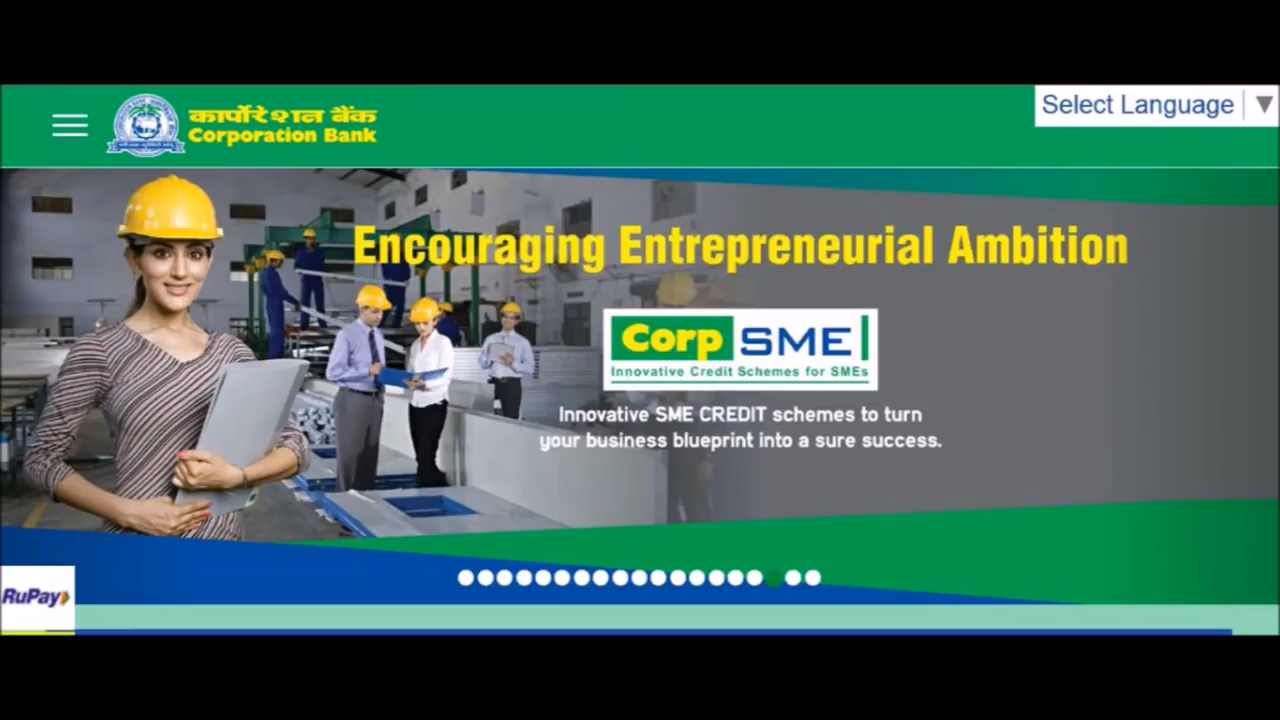 कार्पोरेशन बैंक
Corporation Bank
Select Language
Encouraging Entrepreneurial Ambition
Corp SME
Innovative Credit Schemes for SMEs
Innovative SME CREDIT schemes to turn
your business blueprint into a sure success.
RuPay